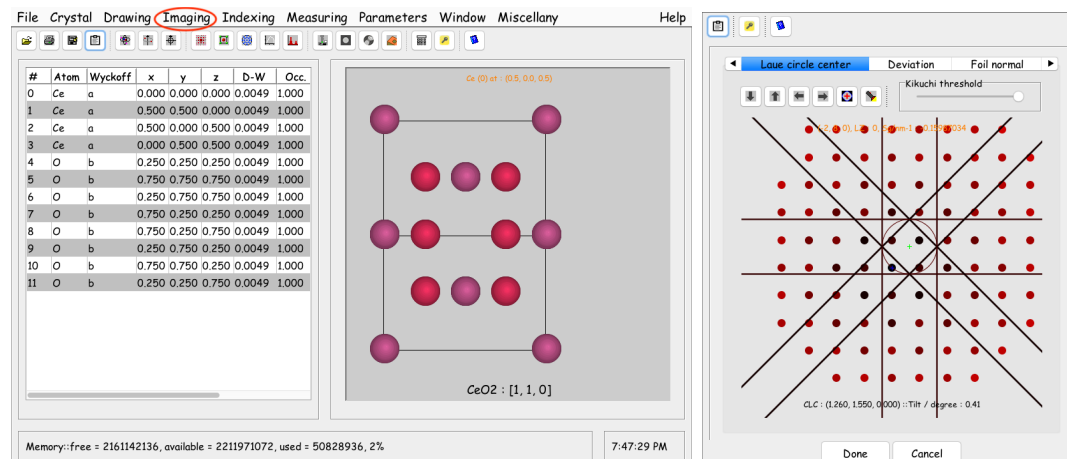 File Crystal Drawing Imaging Indexing Measuring Parameters Window Miscellany Help
# Atom Wyckoff x y z D-W Occ.
0 Ce a 0.000 0.000 0.000 0.0049 1.000
1 Ce a 0.500 0.500 0.000 0.0049 1.000
2 Ce a 0.500 0.000 0.500 0.0049 1.000
3 Ce a 0.000 0.500 0.500 0.0049 1.000
4 O b 0.250 0.250 0.250 0.0049 1.000
5 O b 0.750 0.750 0.750 0.0049 1.000
6 O b 0.250 0.750 0.750 0.0049 1.000
7 O b 0.750 0.250 0.250 0.0049 1.000
8 O b 0.750 0.250 0.750 0.0049 1.000
9 O b 0.250 0.750 0.250 0.0049 1.000
10 O b 0.750 0.750 0.250 0.0049 1.000
11 O b 0.250 0.250 0.750 0.0049 1.000
Ce (0) at : (0.5, 0.0, 0.5)
CeO2 : [1, 1, 0]
Memory::free = 2161142136, available = 2211971072, used = 50828936, 2%
7:47:29 PM
Laue circle center Deviation Foil normal
Kikuchi threshold
CLC : (1.260, 1.550, 0.000) ::Tilt / degree : 0.41
Done Cancel